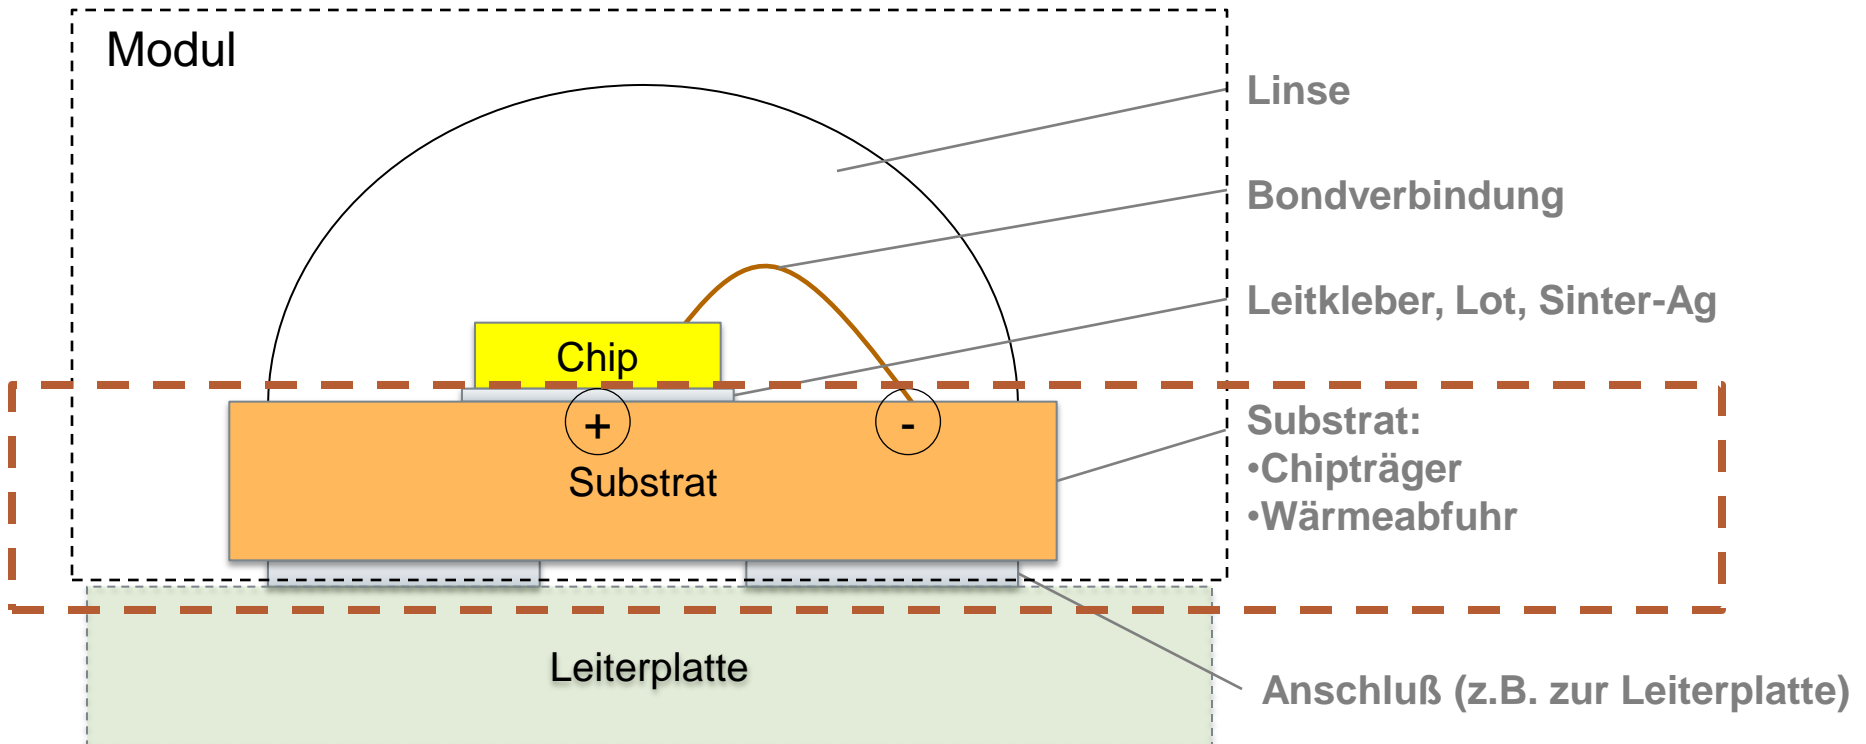 Modul
Linse
Bondverbindung
Leitkleber, Lot, Sinter-Ag
Chip
+
-
Substrat
Substrat:
•Chipträger
•Wärmeabfuhr
Leiterplatte
Anschluß (z.B. zur Leiterplatte)